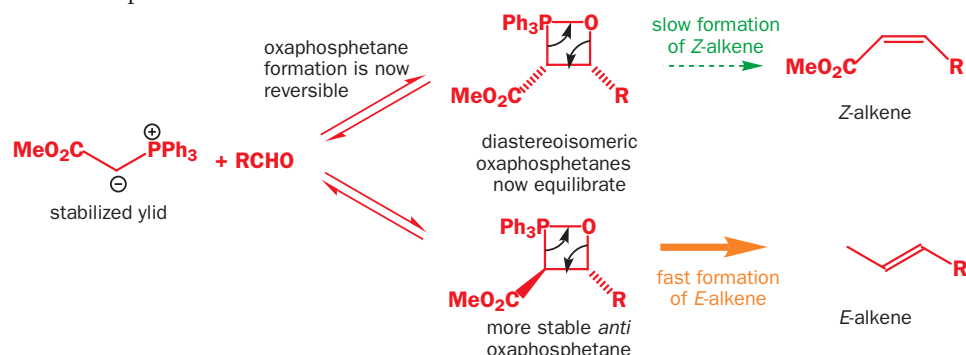 oxaphosphetane
formation is now
reversible
Ph₃P
O
MeO₂C
R
slow formation
of Z-alkene
MeO₂C
R
Z-alkene
MeO₂C
⊕
PPh₃
⊖
+ RCHO
stabilized ylid
diastereoisomeric
oxaphosphetanes
now equilibrate
Ph₃P
O
MeO₂C
R
fast formation
of E-alkene
R
E-alkene
more stable anti
oxaphosphetane